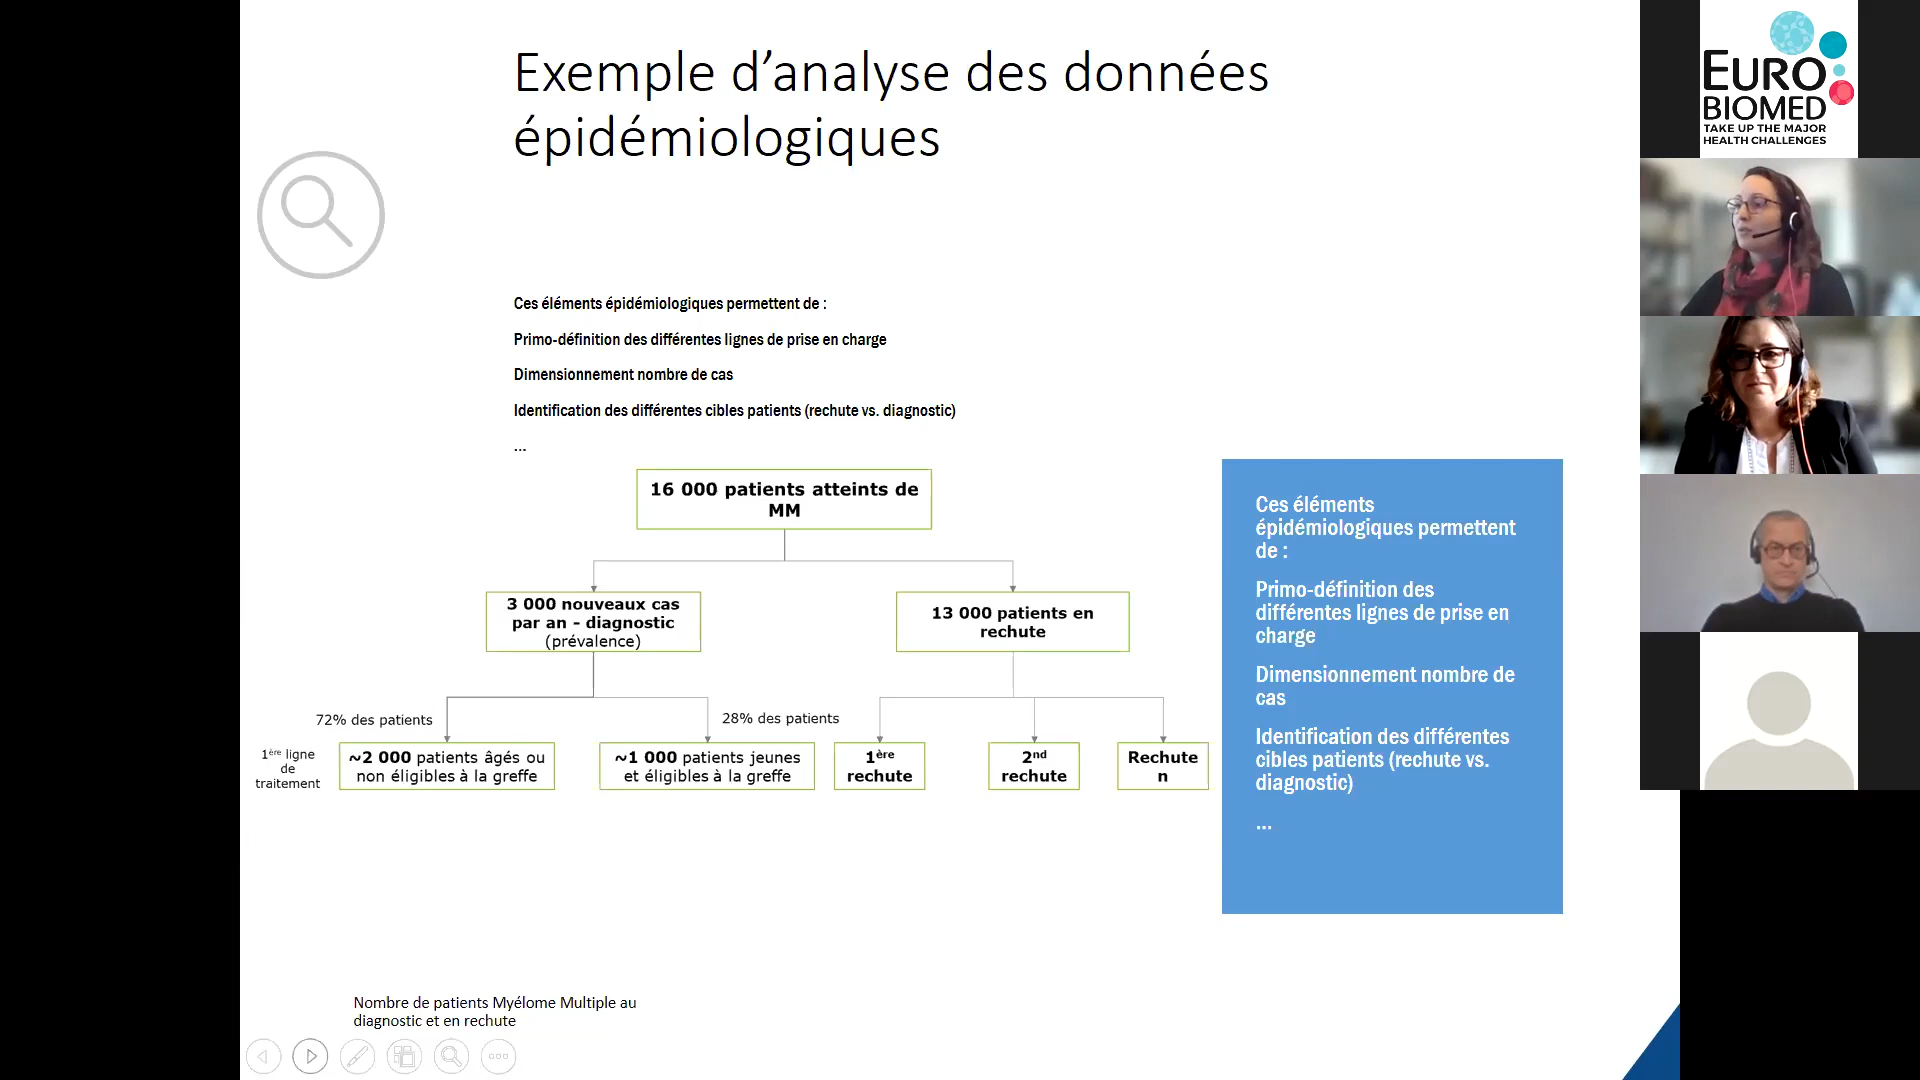 Exemple d’analyse des données
épidémiologiques
Ces éléments épidémiologiques permettent de :
Primo-définition des différentes lignes de prise en charge
Dimensionnement nombre de cas
Identification des différentes cibles patients (rechute vs. diagnostic)
...
16 000 patients atteints de
MM
3 000 nouveaux cas
par an - diagnostic
(prévalence)
13 000 patients en
rechute
72% des patients
28% des patients
1ère ligne
de
traitement
~2 000 patients âgés ou
non éligibles à la greffe
~1 000 patients jeunes
et éligibles à la greffe
1ère
rechute
2nd
rechute
Rechute
n
Ces éléments
épidémiologiques permettent
de :
Primo-définition des
différentes lignes de prise en
charge
Dimensionnement nombre de
cas
Identification des différentes
cibles patients (rechute vs.
diagnostic)
...
Nombre de patients Myélome Multiple au
diagnostic et en rechute
EURO
BIOMED
TAKE UP THE MAJOR
HEALTH CHALLENGES